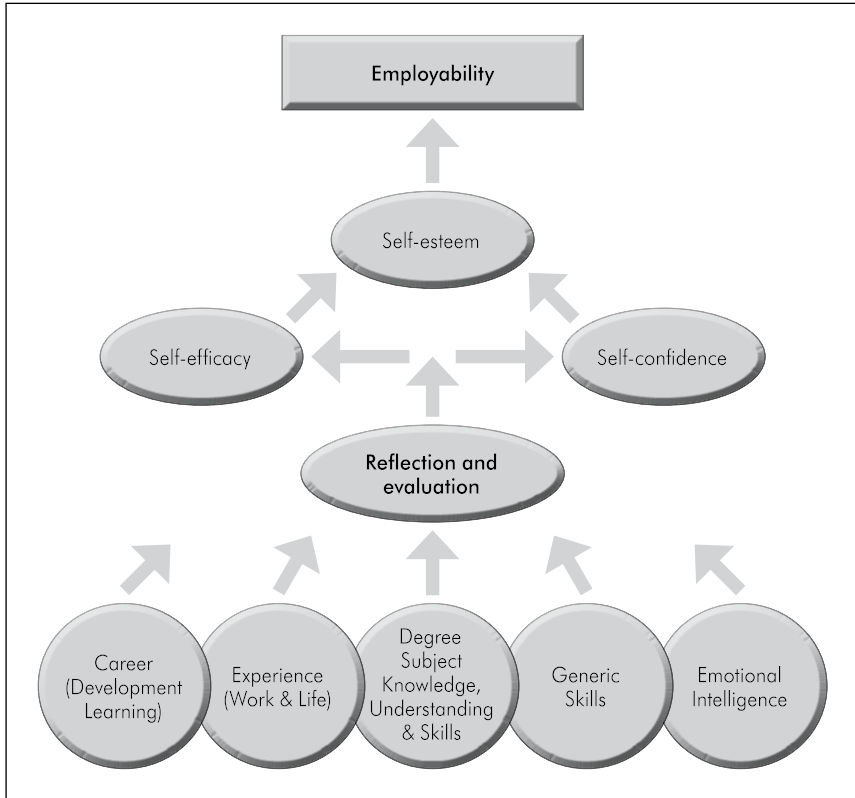 Employability
Self-esteem
Self-efficacy
Self-confidence
Reflection and
evaluation
Career
(Development
Learning)
Experience
(Work & Life)
Degree
Subject
Knowledge,
Understanding
& Skills
Generic
Skills
Emotional
Intelligence